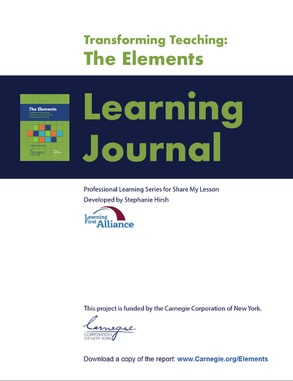 Transforming Teaching:
The Elements
The Elements
Learning
Journal
Professional Learning Series for Share My Lesson
Developed by Stephanie Hirsh
Learning
First Alliance
This project is funded by the Carnegie Corporation of New York.
Carnegie
CORPORATION
OF NEW YORK
Download a copy of the report: www.Carnegie.org/Elements